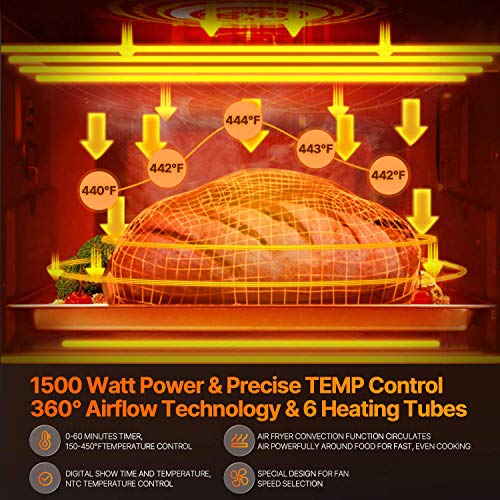 444°F
442°F
443°F
440°F
442°F
1500 Watt Power & Precise TEMP Control
360° Airflow Technology & 6 Heating Tubes
0-60 MINUTES TIMER,
150-450°FTEMPERATURE CONTROL
AIR FRYER CONVECTION FUNCTION CIRCULATES
AIR POWERFULLY AROUND FOOD FOR FAST, EVEN COOKING
DIGITAL SHOW TIME AND TEMPERATURE,
NTC TEMPERATURE CONTROL
SPECIAL DESIGN FOR FAN
SPEED SELECTION